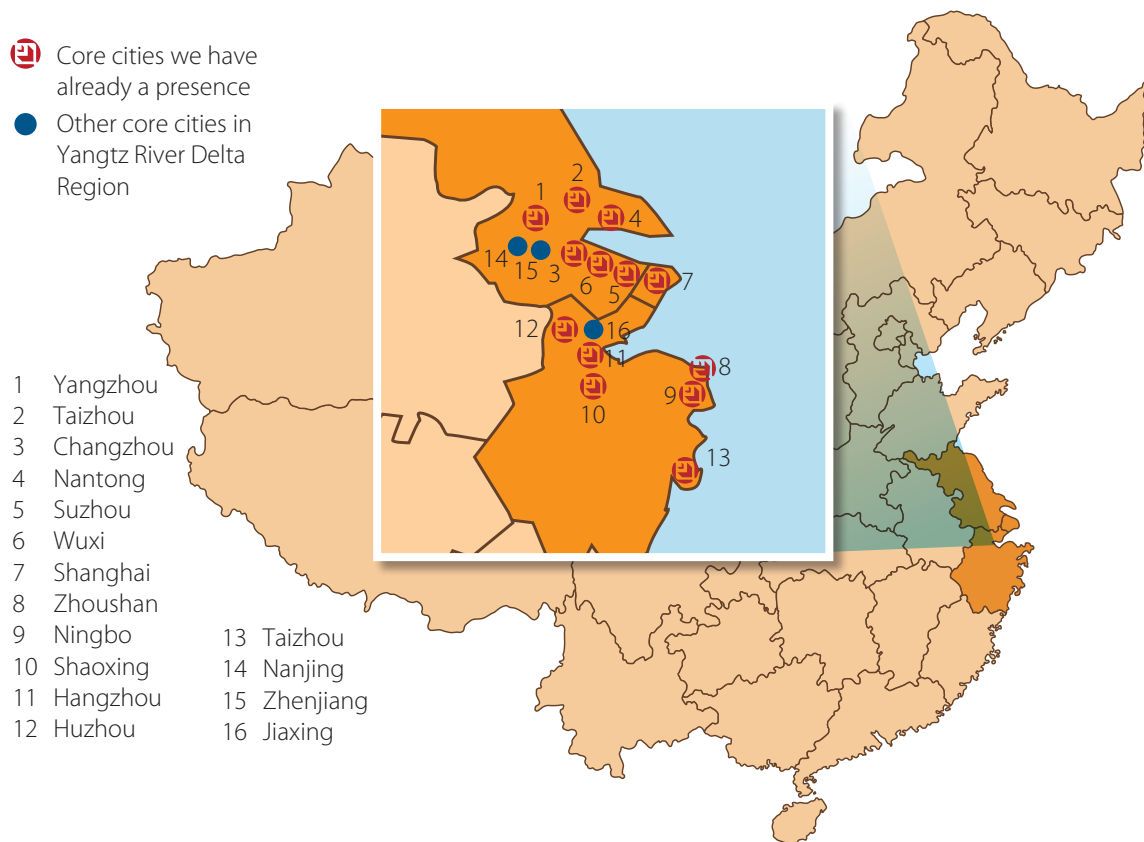 Core cities we have
already a presence
Other core cities in
Yangtz River Delta
Region
1
2
4
14
15
3
6
5
7
12
16
11
8
10
9
13
1 Yangzhou
2 Taizhou
3 Changzhou
4 Nantong
5 Suzhou
6 Wuxi
7 Shanghai
8 Zhoushan
9 Ningbo
10 Shaoxing
11 Hangzhou
12 Huzhou
13 Taizhou
14 Nanjing
15 Zhenjiang
16 Jiaxing